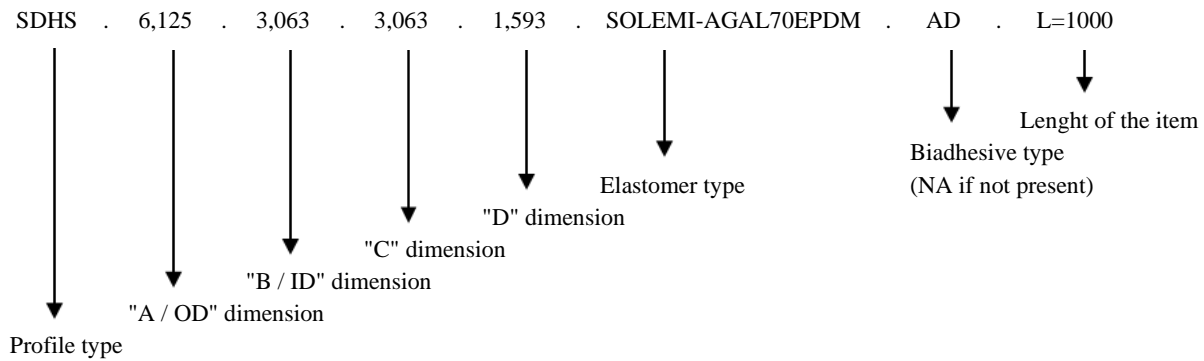 SDHS . 6,125 . 3,063 . 3,063 . 1,593 . SOLEMI-AGAL70EPDM . AD . L=1000
Lenght of the item
Biadhesive type
(NA if not present)
Elastomer type
"D" dimension
"C" dimension
"B / ID" dimension
"A / OD" dimension
Profile type